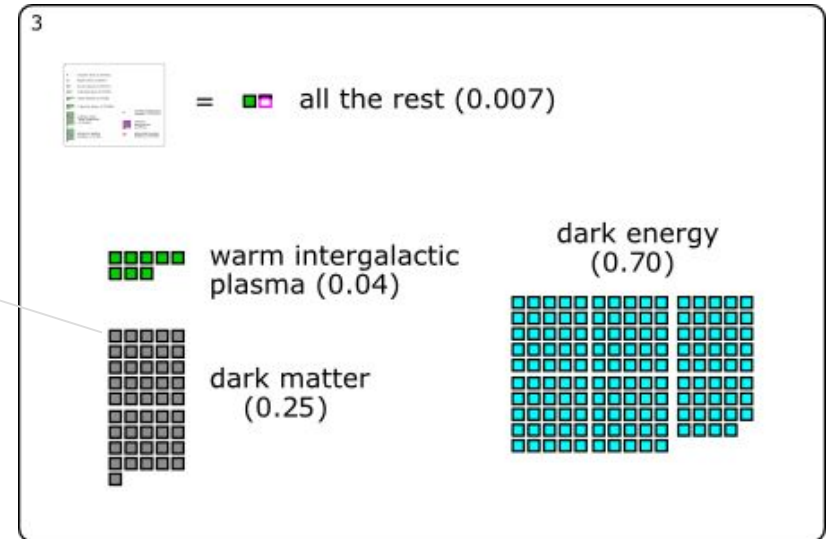 3
= all the rest (0.007)
warm intergalactic
plasma (0.04)
dark energy
(0.70)
dark matter
(0.25)